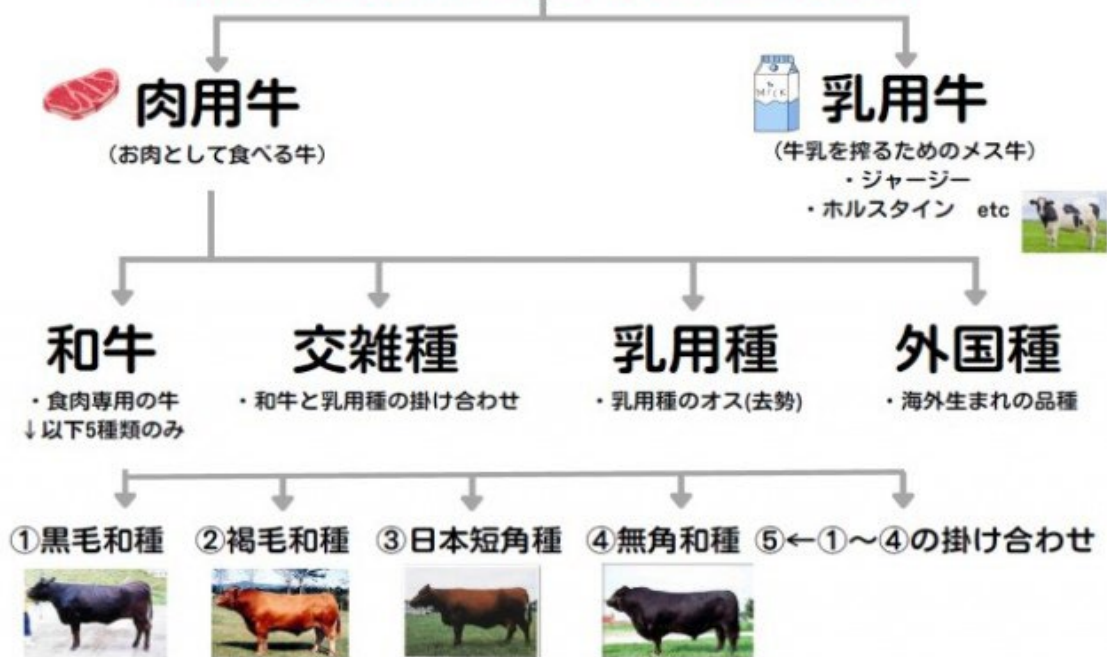 肉用牛
(お肉として食べる牛)
MILK
乳用牛
(牛乳を搾るためのメス牛)
・ジャージー
・ホルスタイン etc
和牛
・食肉専用の牛
↓以下5種類のみ
交雑種
・和牛と乳用種の掛け合わせ
乳用種
・乳用種のオス(去勢)
外国種
・海外生まれの品種
①黒毛和種
②褐毛和種
③日本短角種
④無角和種
⑤←①～④の掛け合わせ